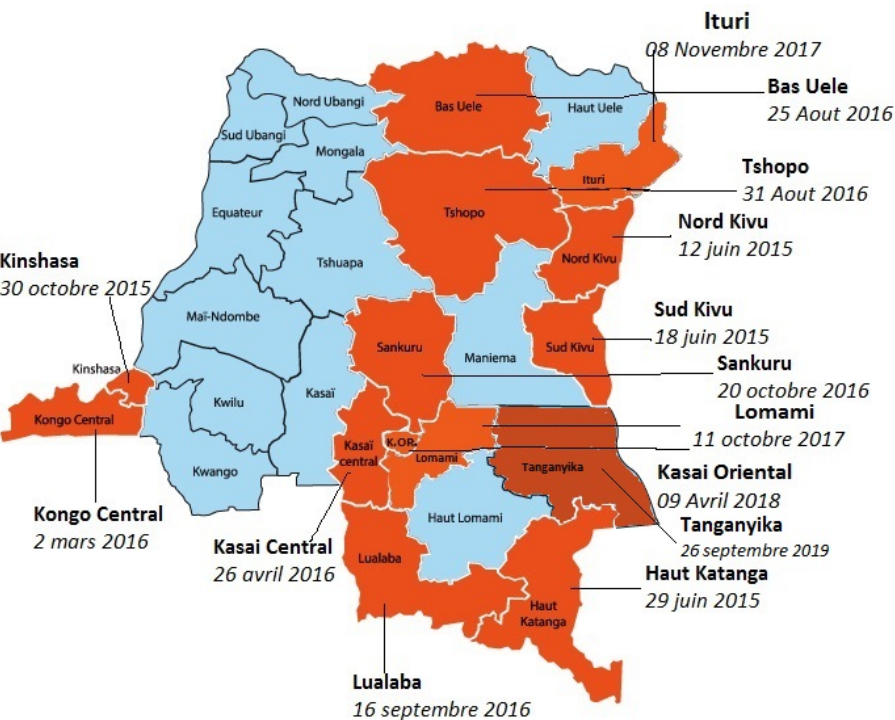 Ituri
08 Novembre 2017
Bas Uele
25 Aout 2016
Tshopo
31 Aout 2016
Nord Kivu
12 juin 2015
Kinshasa
30 octobre 2015
Sud Kivu
18 juin 2015
Sankuru
20 octobre 2016
Lomami
11 octobre 2017
Kasai Oriental
09 Avril 2018
Tanganyika
26 septembre 2019
Haut Katanga
29 juin 2015
Kongo Central
2 mars 2016
Kasai Central
26 avril 2016
Lualaba
16 septembre 2016
Nord Ubangi
Bas Uele
Haut Uele
Sud Ubangi
Mongala
Ituri
Equateur
Tshopo
Tshuapa
Nord Kivu
Maï-Ndombe
Sankuru
Maniema
Sud Kivu
Kinshasa
Kwilu
Kasaï
Kongo Central
Kasaï
central
K.OR.
Lomami
Kwango
Tanganyika
Haut Lomami
Lualaba
Haut
Katanga